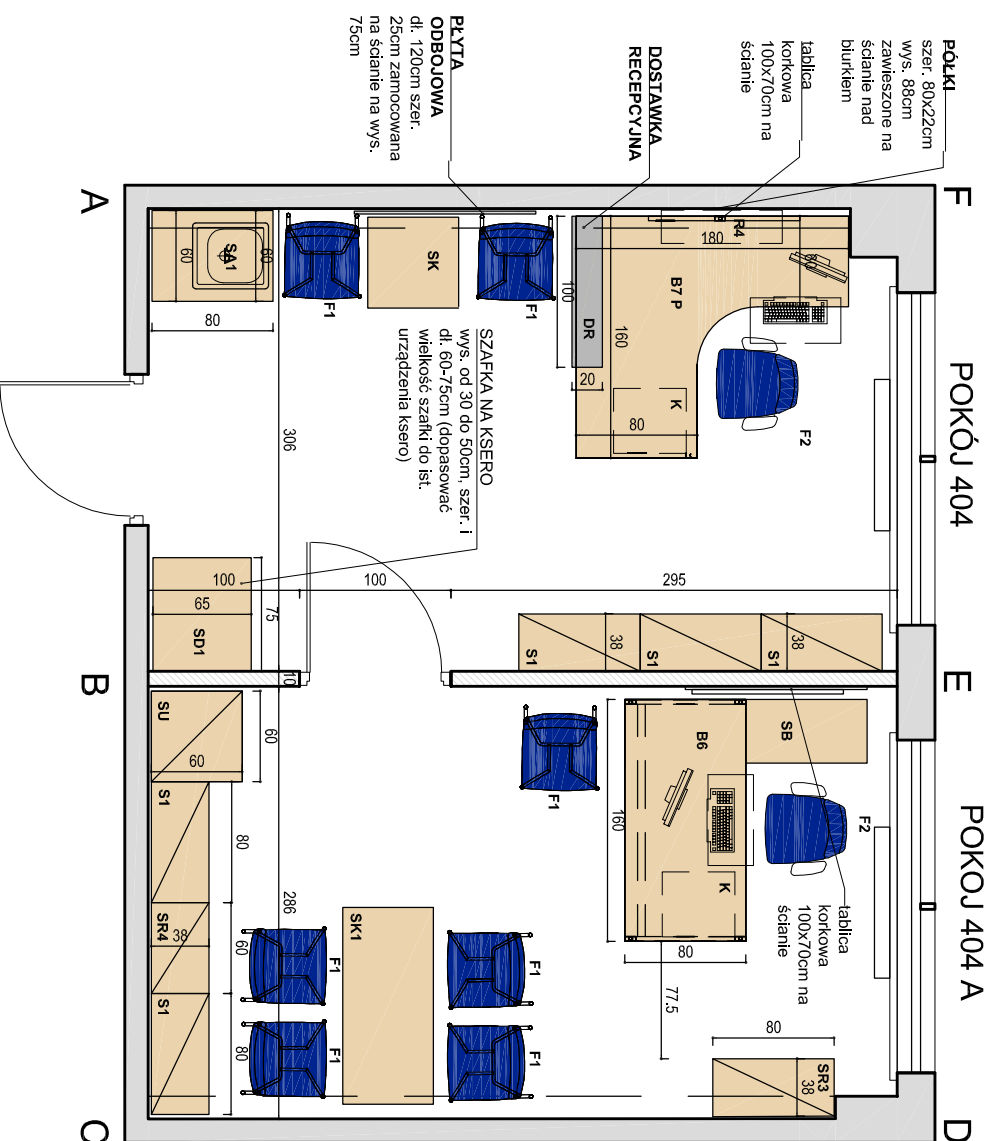 PÓŁKI
szer. 80x22cm
wys. 88cm
zawieszone na
ścianie nad
biurkiem
tablica
korkowa
100x70cm na
ścianie
DOSTAWKA
RECEPCYJNA
PŁYTA
ODBOJOWA
dł. 120cm szer.
25cm zamocowana
na ścianie na wys.
75cm
F
POKÓJ 404
E
POKOJ 404 A
D
A
B
C
R4
180
B7 P
160
100
DR
20
K
80
F2
F1
SK
F1
SA1
60
60
80
SZAFKA NA KSERO
wys. od 30 do 50cm, szer. i
dł. 60-75cm (dopasować
wielkość szafki do ist.
urządzenia ksero)
306
100
100
295
65
75
SD1
10
38
38
S1
S1
S1
SU
60
60
S1
80
SR4
38
60
S1
80
286
F1
F1
SK1
F1
F1
F1
B6
SB
160
K
80
F2
77.5
80
SR3
38
tablica
korkowa
100x70cm na
ścianie